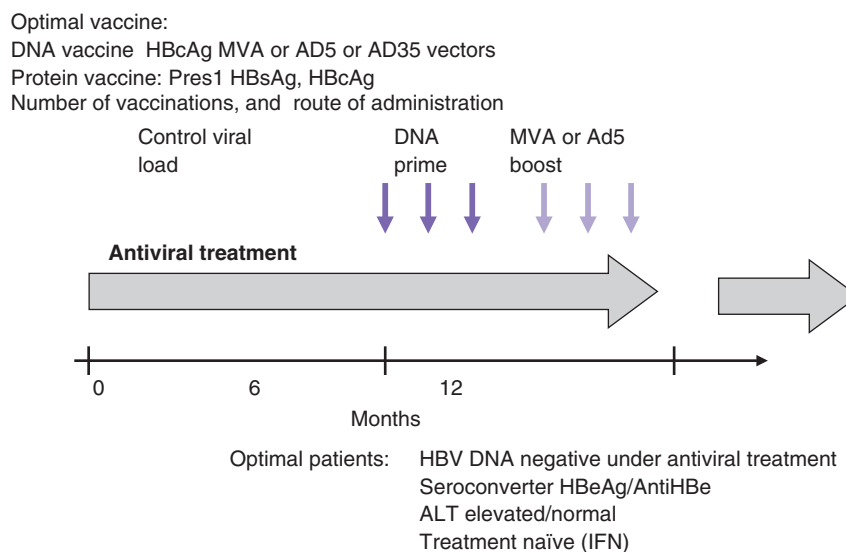 Optimal vaccine:
DNA vaccine HBcAg MVA or AD5 or AD35 vectors
Protein vaccine: Pres1 HBsAg, HBcAg
Number of vaccinations, and route of administration
Control viral
load
DNA
prime
MVA or Ad5
boost
Antiviral treatment
0 6 12
Months
Optimal patients: HBV DNA negative under antiviral treatment
Seroconverter HBeAg/AntiHBe
ALT elevated/normal
Treatment naïve (IFN)